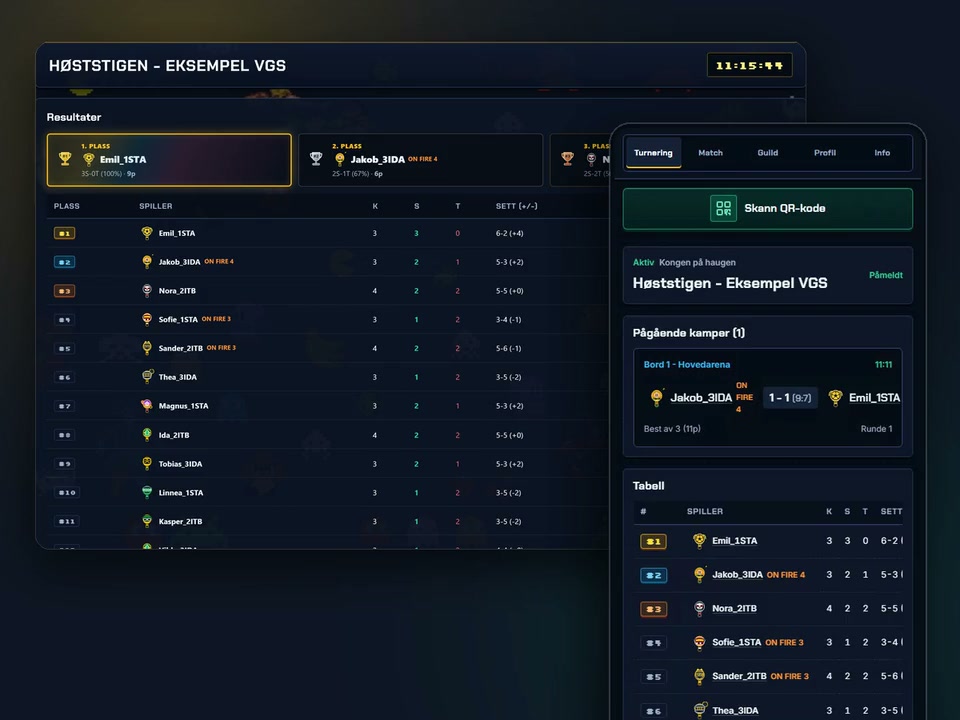 HØSTSTIGEN - EKSEMPEL VGS
11:15:44
Resultater
1. PLASS
Emil_1STA
3S-0T (100%) · 9p
2. PLASS
Jakob_3IDA ON FIRE 4
2S-1T (67%) · 6p
3. PLAS
N
2S-2T (5
PLASS SPILLER K S T SETT (+/-)
#1 Emil_1STA 3 3 0 6-2 (+4)
#2 Jakob_3IDA ON FIRE 4 3 2 1 5-3 (+2)
#3 Nora_2ITB 4 2 2 5-5 (+0)
#4 Sofie_1STA ON FIRE 3 3 1 2 3-4 (-1)
#5 Sander_2ITB ON FIRE 3 4 2 2 5-6 (-1)
#6 Thea_3IDA 3 1 2 3-5 (-2)
#7 Magnus_1STA 3 2 1 5-3 (+2)
#8 Ida_2ITB 4 2 2 5-5 (+0)
#9 Tobias_3IDA 3 2 1 5-3 (+2)
#10 Linnea_1STA 3 1 2 3-5 (-2)
#11 Kasper_2ITB 3 1 2 3-5 (-2)
Turnering Match Guild Profil Info
Skann QR-kode
Aktiv Kongen på haugen
Påmeldt
Høststigen - Eksempel VGS
Pågående kamper (1)
Bord 1 - Hovedarena 11:11
Jakob_3IDA ON FIRE 4 1 - 1 (9:7) Emil_1STA
Best av 3 (11p) Runde 1
Tabell
# SPILLER K S T SETT
#1 Emil_1STA 3 3 0 6-2 (
#2 Jakob_3IDA ON FIRE 4 3 2 1 5-3 (
#3 Nora_2ITB 4 2 2 5-5 (
#4 Sofie_1STA ON FIRE 3 3 1 2 3-4 (
#5 Sander_2ITB ON FIRE 3 4 2 2 5-6 (
#6 Thea_3IDA 3 1 2 3-5 (